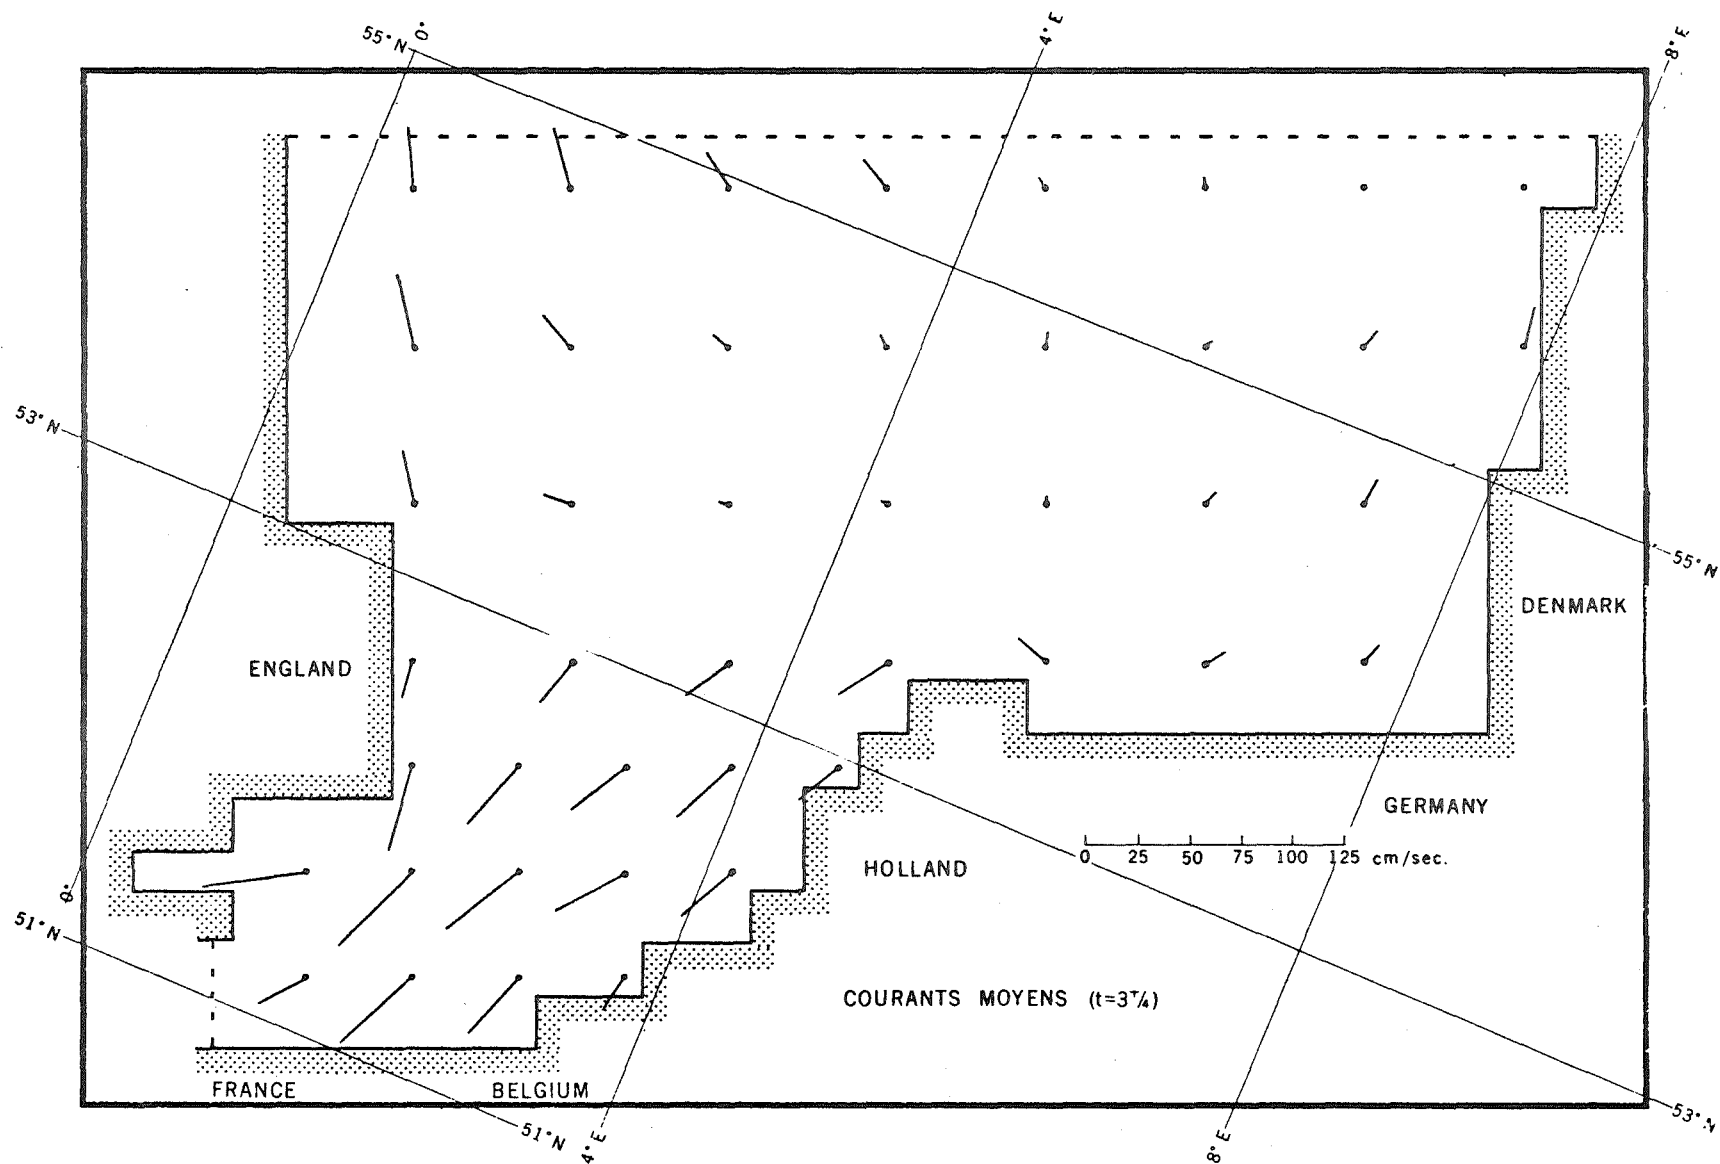 55°N 0° 4°E 8°E
53°N
55°N
DENMARK
ENGLAND
GERMANY
0 25 50 75 100 125 cm/sec.
HOLLAND
0°
51°N
COURANTS MOYENS (t=3T/4)
FRANCE BELGIUM
51°N 4°E 8°E 53°N